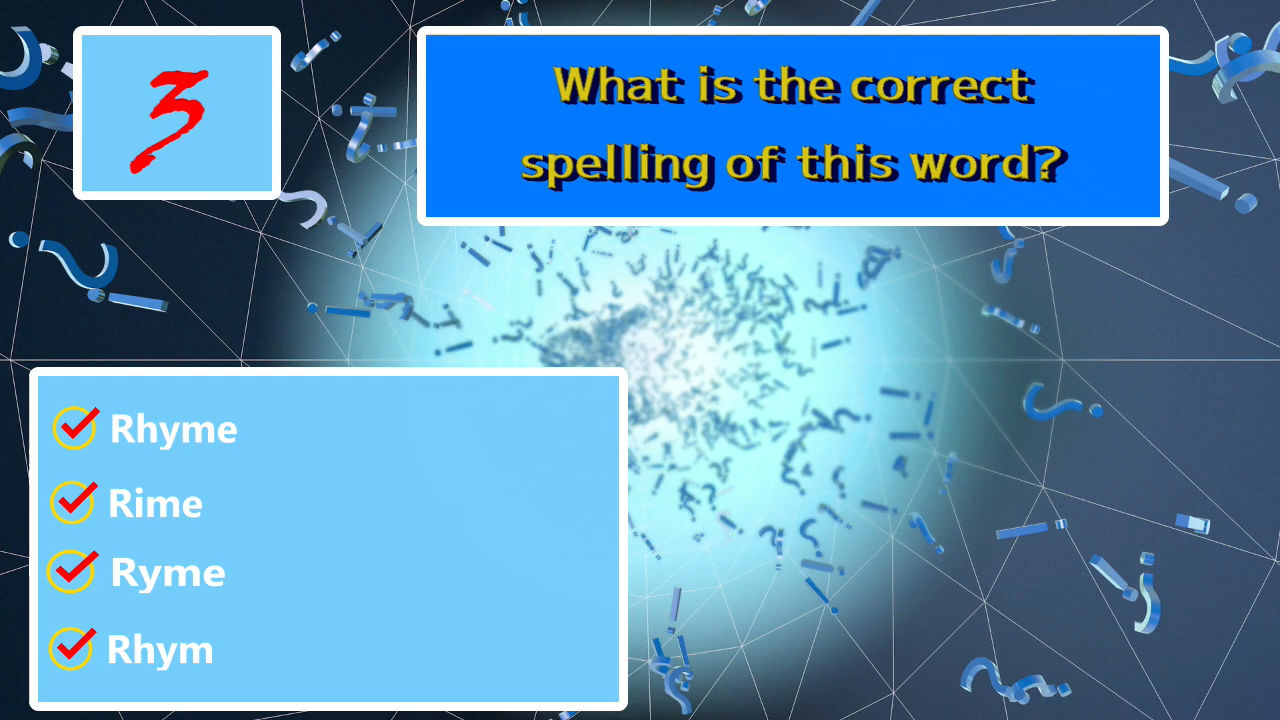 3
What is the correct
spelling of this word?
Rhyme
Rime
Ryme
Rhym